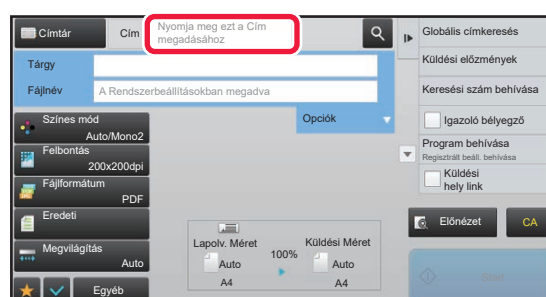 Címtár
Cím
Nyomja meg ezt a Cím
megadásához
Tárgy
Fájlnév
A Rendszerbeállításokban megadva
Opciók
Színes mód
Auto/Mono2
Felbontás
200x200dpi
Fájlformátum
PDF
Eredeti
Megvilágítás
Auto
Egyéb
Lapolv. Méret
Auto
A4
100%
Küldési Méret
Auto
A4
Globális címkeresés
Küldési előzmények
Keresési szám behívása
Igazoló bélyegző
Program behívása
Regisztrált beáll. behívása
Küldési
hely link
Előnézet
CA
Start